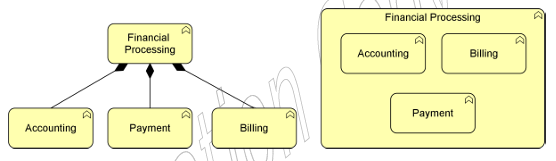 Financial
Processing
Accounting
Payment
Billing
Financial Processing
Accounting
Billing
Payment